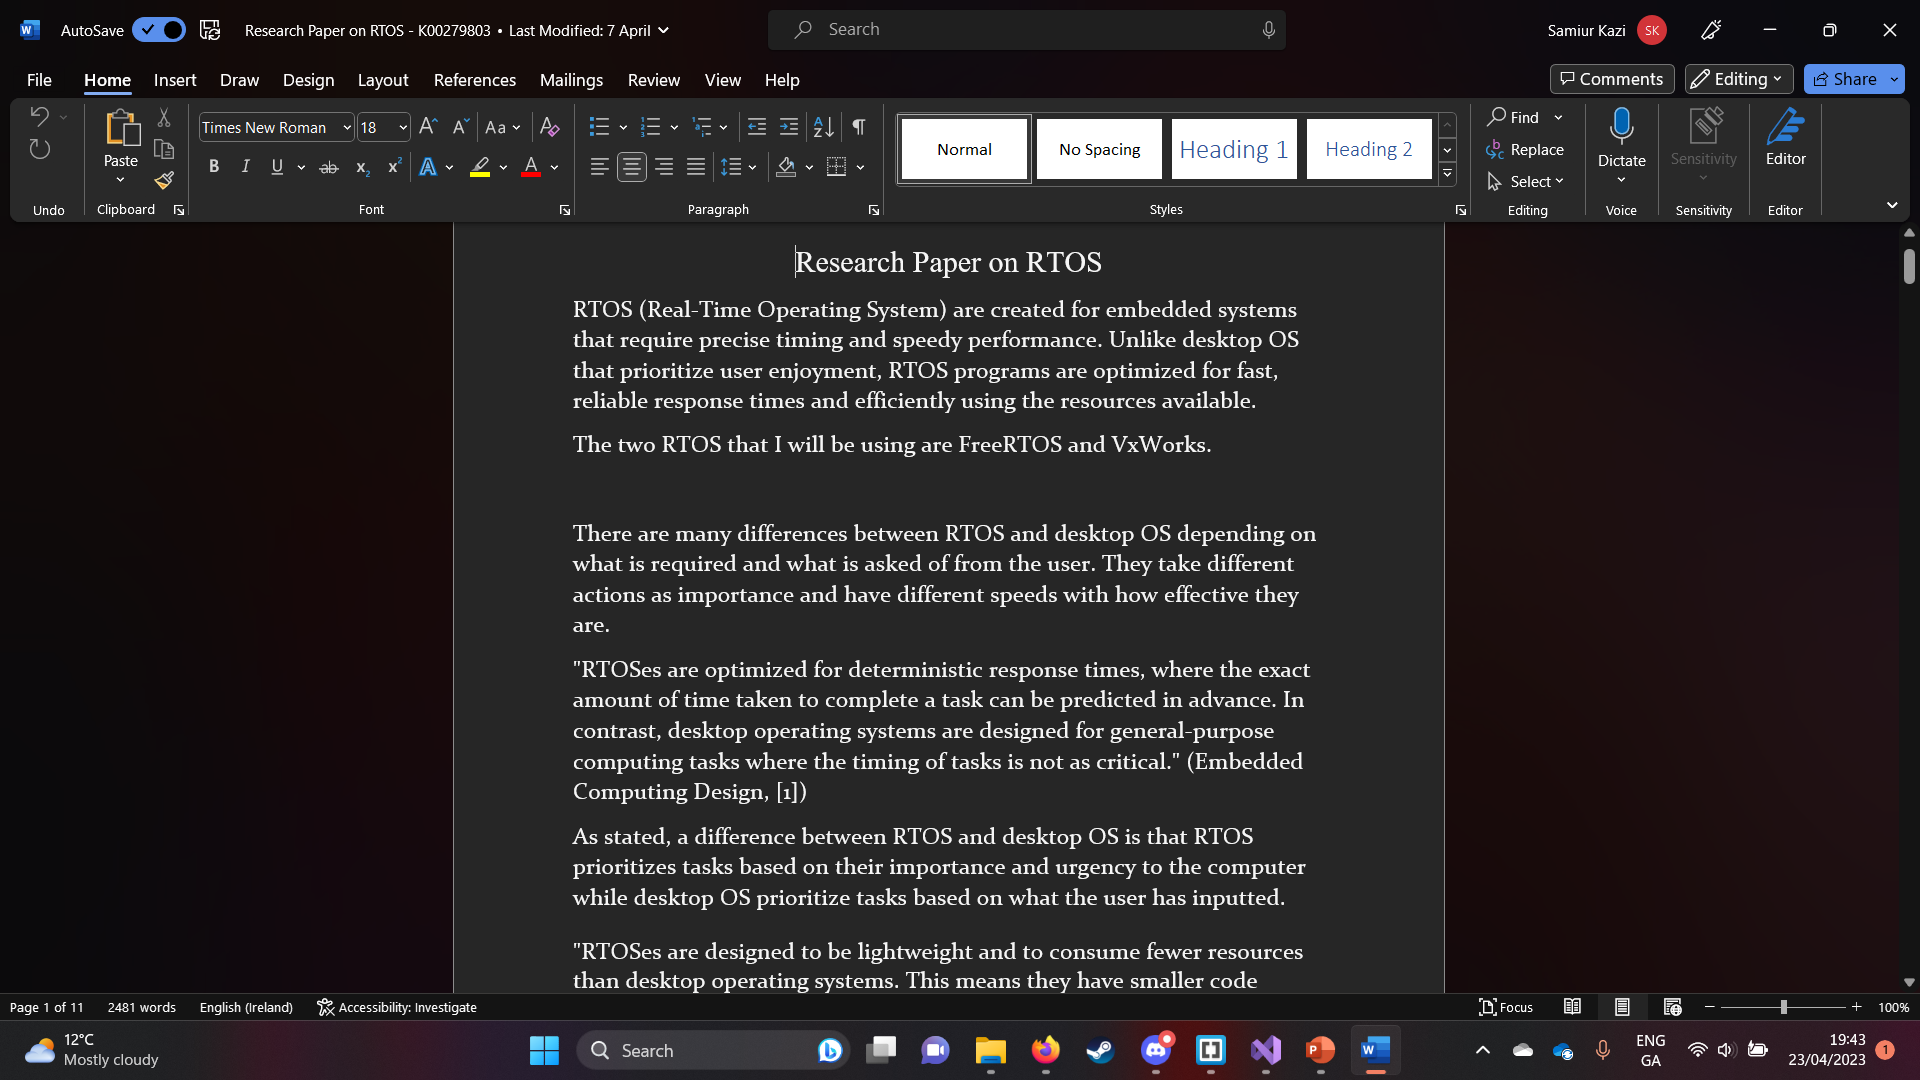 AutoSave
Research Paper on RTOS - K00279803 • Last Modified: 7 April
Search
Samiur Kazi
SK
File Home Insert Draw Design Layout References Mailings Review View Help
Comments Editing Share
Times New Roman 18
Aa
Paste
B I U ab x₂ x² A A
Normal
No Spacing
Heading 1
Heading 2
Find
Replace
Select
Dictate
Sensitivity
Editor
Undo Clipboard Font Paragraph Styles Editing Voice Sensitivity Editor
Research Paper on RTOS
RTOS (Real-Time Operating System) are created for embedded systems
that require precise timing and speedy performance. Unlike desktop OS
that prioritize user enjoyment, RTOS programs are optimized for fast,
reliable response times and efficiently using the resources available.
The two RTOS that I will be using are FreeRTOS and VxWorks.
There are many differences between RTOS and desktop OS depending on
what is required and what is asked of from the user. They take different
actions as importance and have different speeds with how effective they
are.
"RTOSes are optimized for deterministic response times, where the exact
amount of time taken to complete a task can be predicted in advance. In
contrast, desktop operating systems are designed for general-purpose
computing tasks where the timing of tasks is not as critical." (Embedded
Computing Design, [1])
As stated, a difference between RTOS and desktop OS is that RTOS
prioritizes tasks based on their importance and urgency to the computer
while desktop OS prioritize tasks based on what the user has inputted.
"RTOSes are designed to be lightweight and to consume fewer resources
than desktop operating systems. This means they have smaller code
Page 1 of 11 2481 words English (Ireland) Accessibility: Investigate
Focus
100%
12°C
Mostly cloudy
Search
ENG
GA
19:43
23/04/2023
1